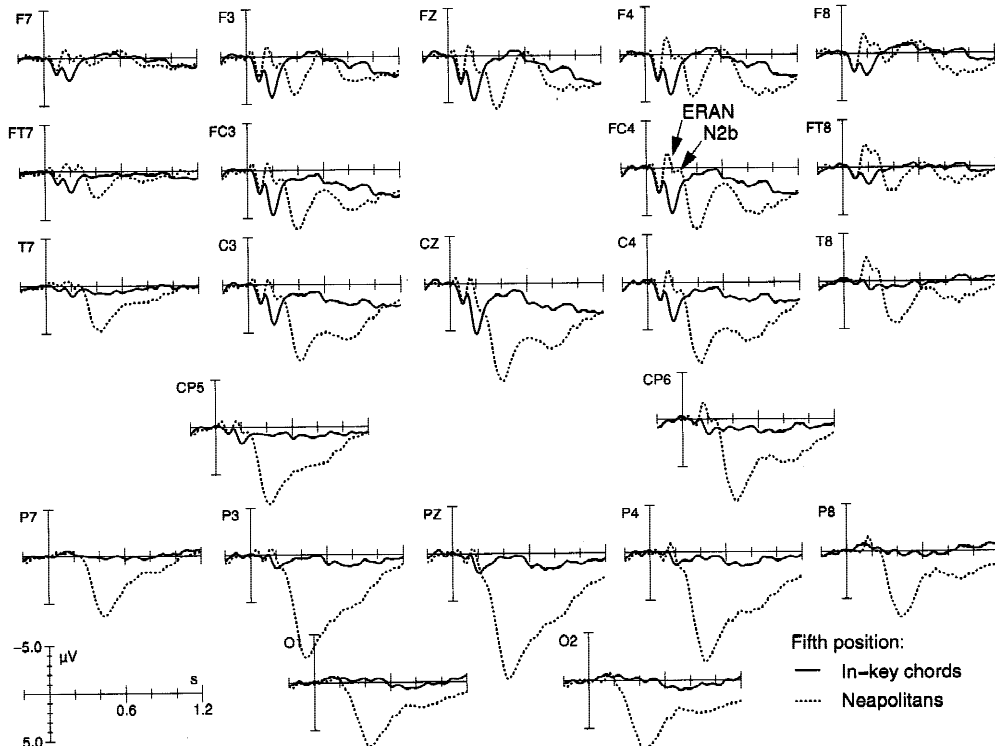 F7 F3 FZ F4 F8
ERAN
N2b
FT7 FC3 FC4 FT8
T7 C3 CZ C4 T8
CP5 CP6
P7 P3 PZ P4 P8
O1 O2
−5.0
μV
s
0.6 1.2
5.0
Fifth position:
In−key chords
Neapolitans